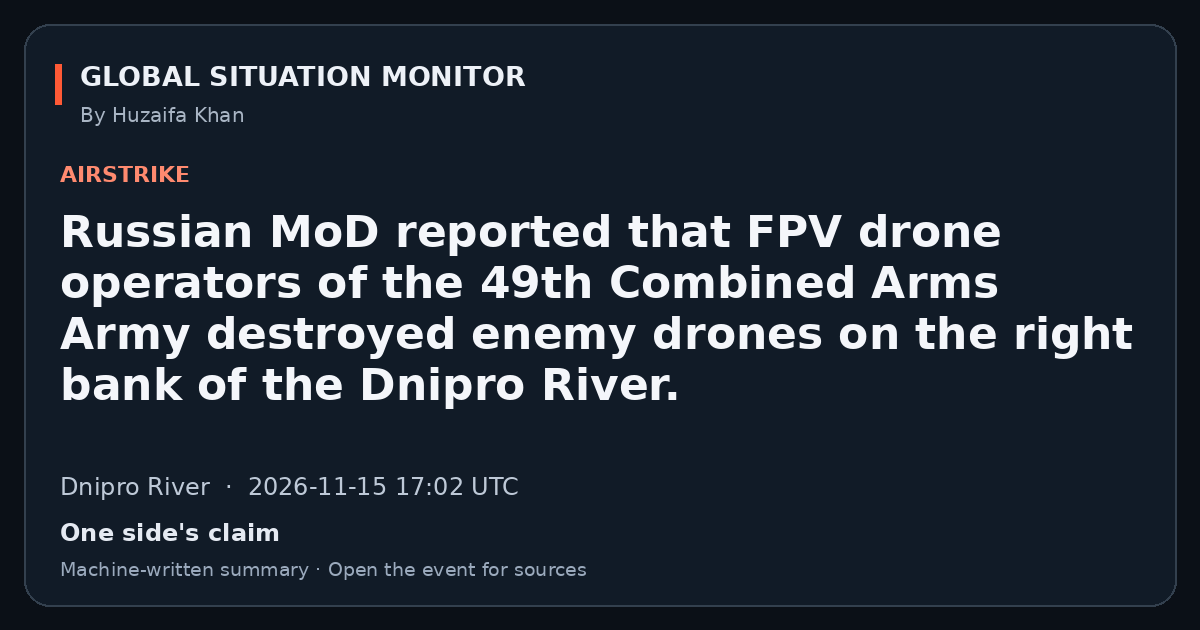 GLOBAL SITUATION MONITOR
By Huzaifa Khan
AIRSTRIKE
Russian MoD reported that FPV drone
operators of the 49th Combined Arms
Army destroyed enemy drones on the right
bank of the Dnipro River.
Dnipro River · 2026-11-15 17:02 UTC
One side's claim
Machine-written summary · Open the event for sources